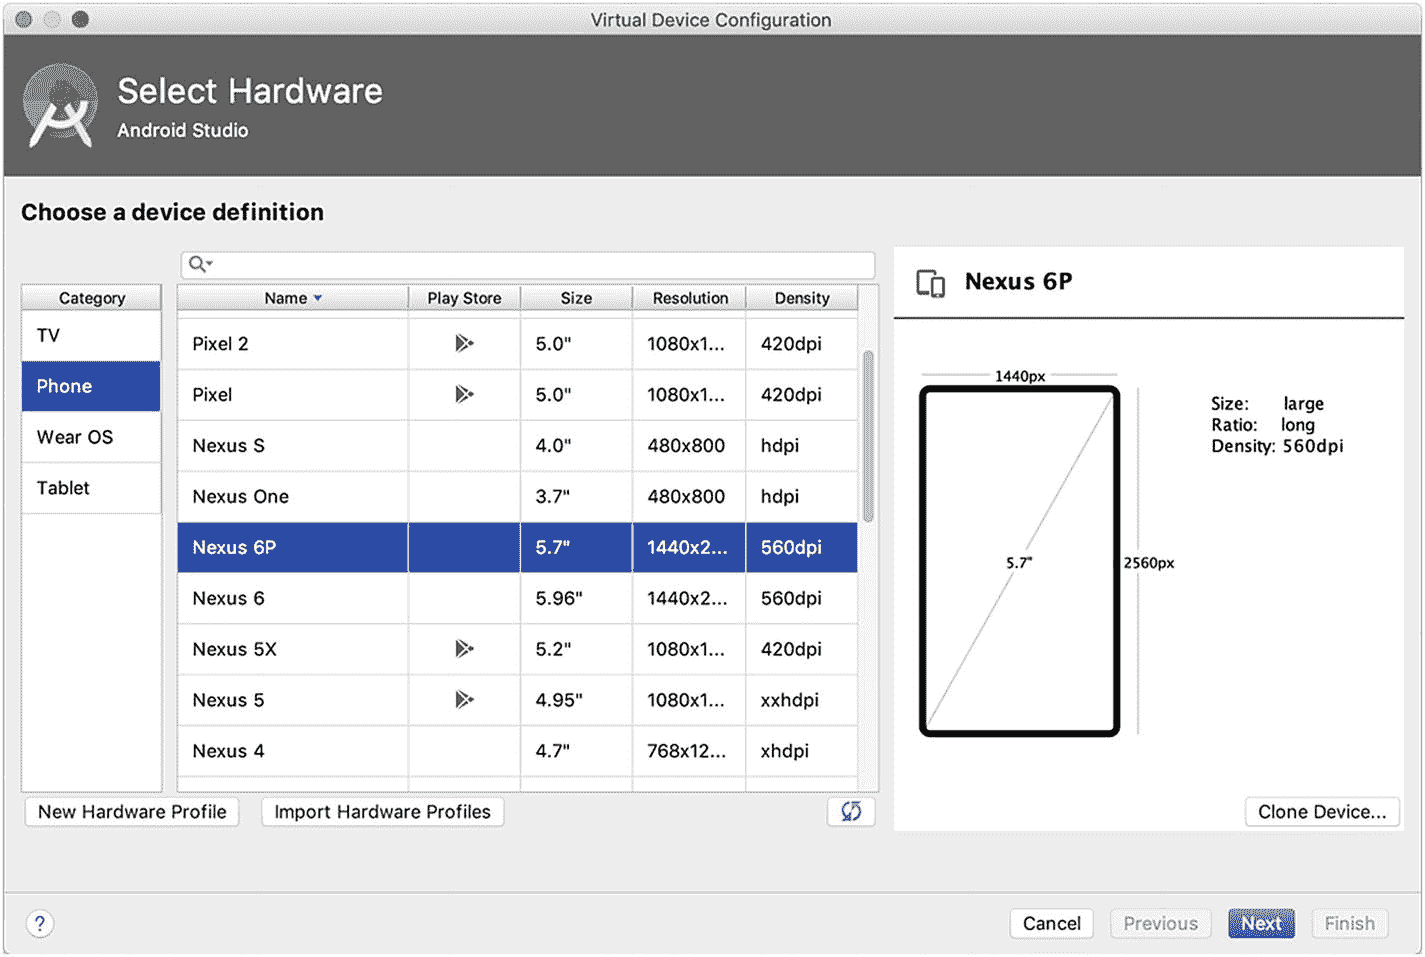 Virtual Device Configuration
Select Hardware
Android Studio
Choose a device definition
Category
TV
Phone
Wear OS
Tablet
Name Play Store Size Resolution Density
Pixel 2 5.0" 1080x1... 420dpi
Pixel 5.0" 1080x1... 420dpi
Nexus S 4.0" 480x800 hdpi
Nexus One 3.7" 480x800 hdpi
Nexus 6P 5.7" 1440x2... 560dpi
Nexus 6 5.96" 1440x2... 560dpi
Nexus 5X 5.2" 1080x1... 420dpi
Nexus 5 4.95" 1080x1... xxhdpi
Nexus 4 4.7" 768x12... xhdpi
New Hardware Profile Import Hardware Profiles
Nexus 6P
1440px
5.7"
2560px
Size: large
Ratio: long
Density: 560dpi
Clone Device...
? Cancel Previous Next Finish